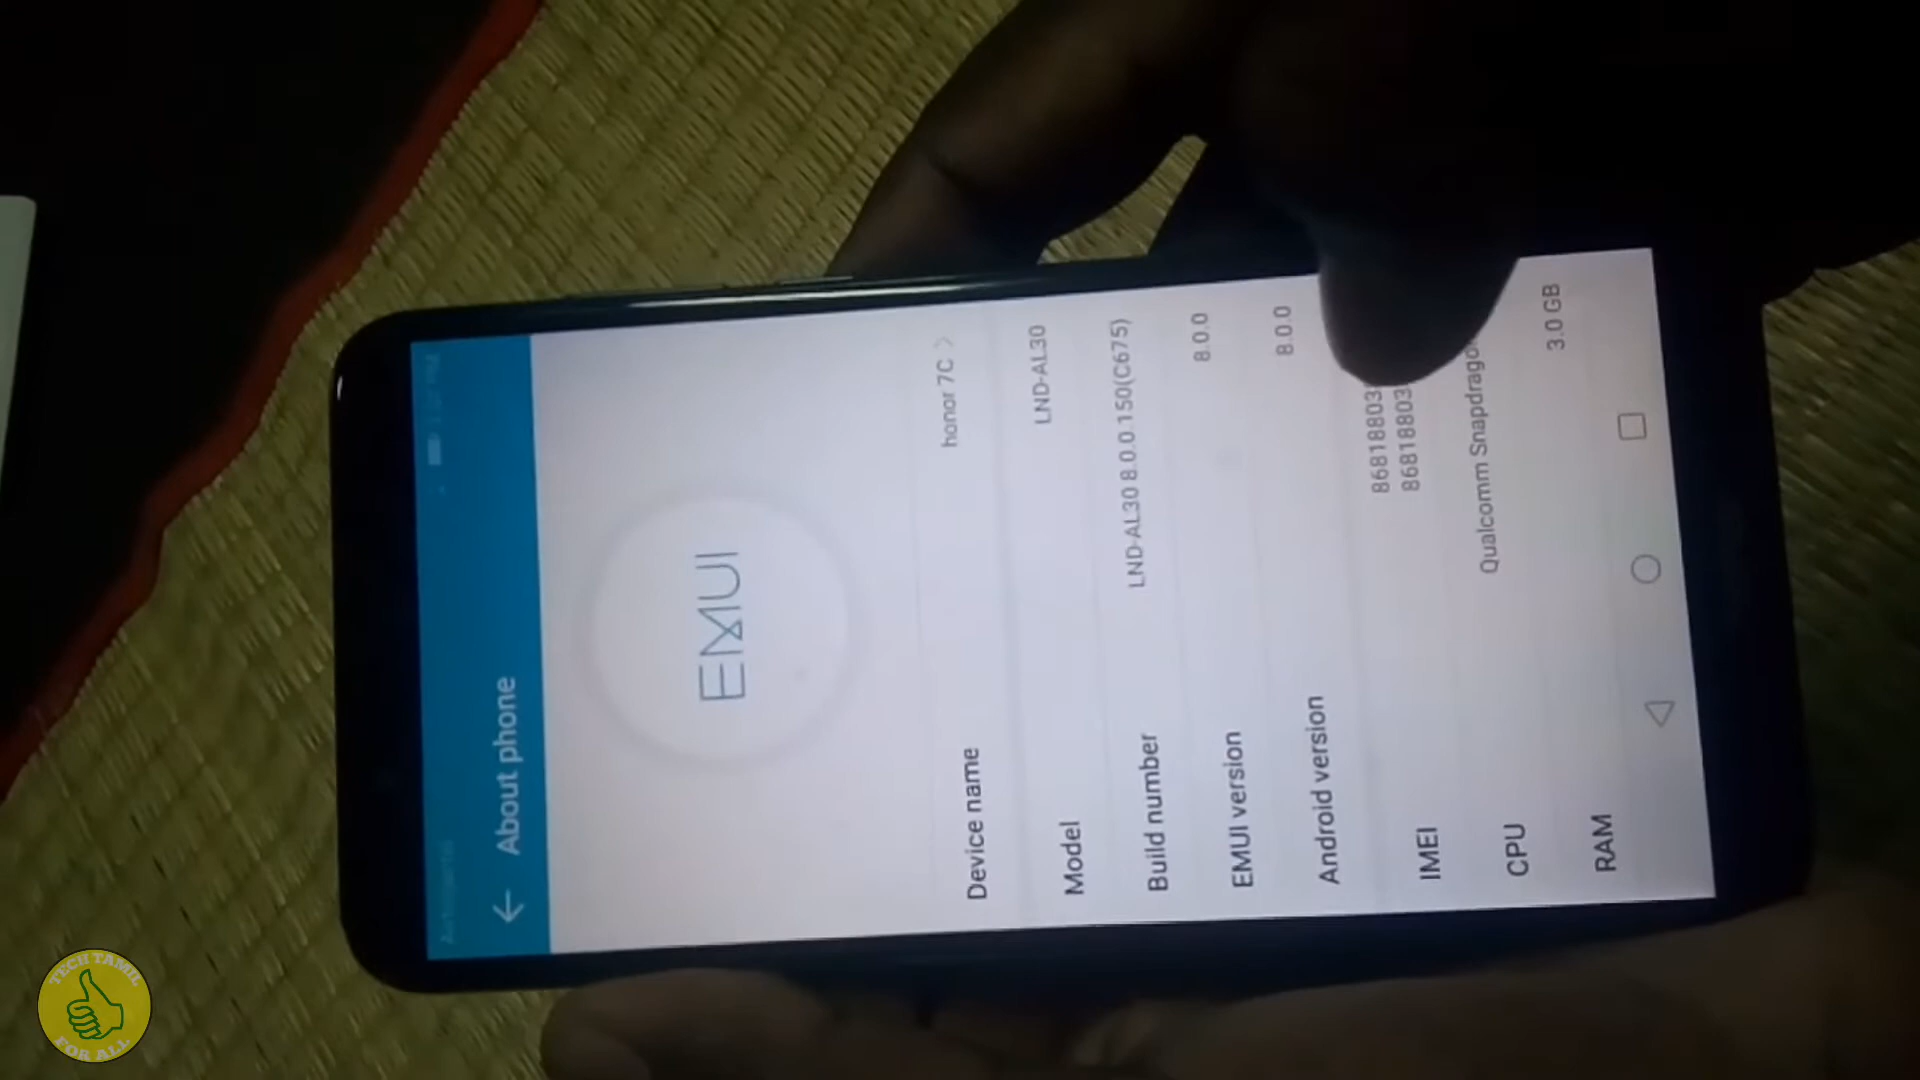 About phone
EMUI
Device name honor 7C
Model LND-AL30
Build number LND-AL30 8.0.0.150(C675)
EMUI version 8.0.0
Android version 8.0.0
IMEI 86818803
86818803
CPU Qualcomm Snapdrago
RAM 3.0 GB
TECH TAMIL
FOR ALL